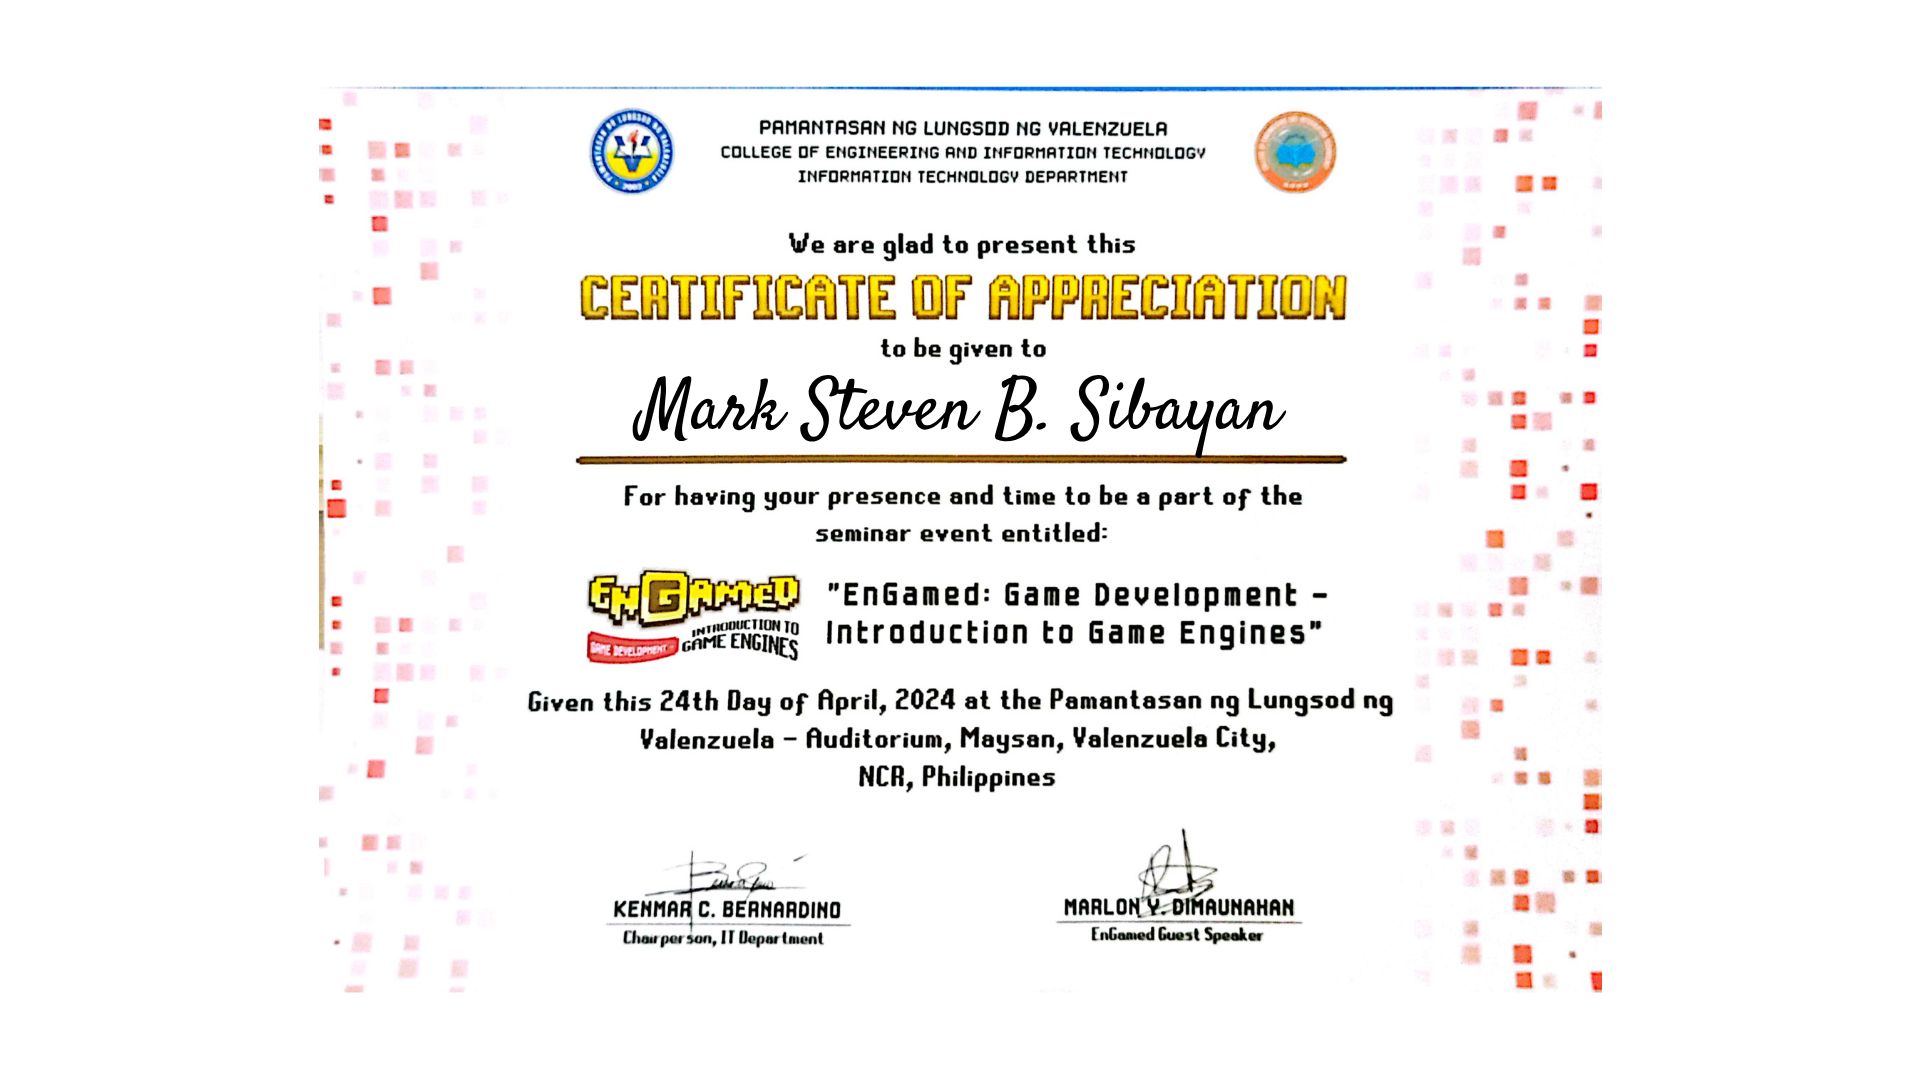 PAMANTASAN NG LUNGSOD NG VALENZUELA
COLLEGE OF ENGINEERING AND INFORMATION TECHNOLOGY
INFORMATION TECHNOLOGY DEPARTMENT
We are glad to present this
CERTIFICATE OF APPRECIATION
to be given to
Mark Steven B. Sibayan
For having your presence and time to be a part of the
seminar event entitled:
ENGAMED
INTRODUCTION TO
GAME DEVELOPMENT - GAME ENGINES
"EnGamed: Game Development -
Introduction to Game Engines"
Given this 24th Day of April, 2024 at the Pamantasan ng Lungsod ng
Valenzuela - Auditorium, Maysan, Valenzuela City,
NCR, Philippines
KENMAR C. BERNARDINO
Chairperson, IT Department
MARLON V. DIMAUNAHAN
EnGamed Guest Speaker